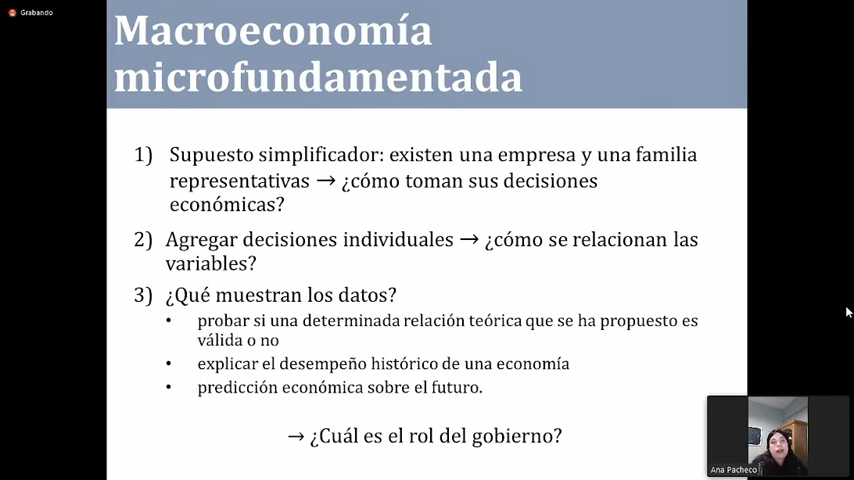 Grabando
Macroeconomía
microfundamentada
1) Supuesto simplificador: existen una empresa y una familia
representativas → ¿cómo toman sus decisiones
económicas?
2) Agregar decisiones individuales → ¿cómo se relacionan las
variables?
3) ¿Qué muestran los datos?
• probar si una determinada relación teórica que se ha propuesto es
válida o no
• explicar el desempeño histórico de una economía
• predicción económica sobre el futuro.
→ ¿Cuál es el rol del gobierno?
Ana Pacheco